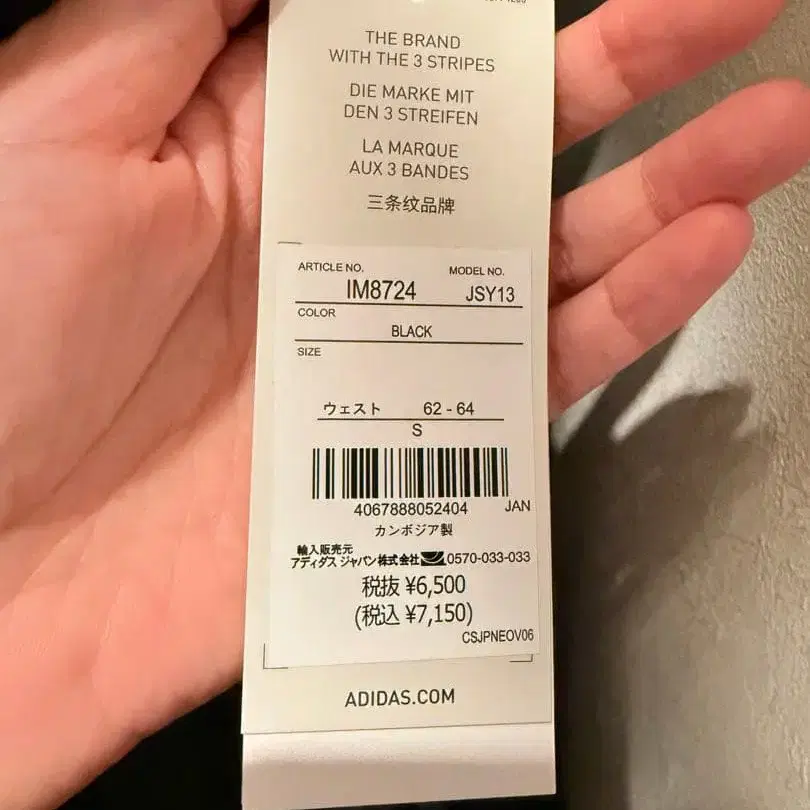 THE BRAND
WITH THE 3 STRIPES
DIE MARKE MIT
DEN 3 STREIFEN
LA MARQUE
AUX 3 BANDES
三条纹品牌
ARTICLE NO. MODEL NO.
IM8724 JSY13
COLOR
BLACK
SIZE
ウェスト 62 - 64
S
4067888052404 JAN
カンボジア製
輸入販売元
アディダス ジャパン株式会社 0570-033-033
税抜 ¥6,500
(税込 ¥7,150)
CSJPNEOV06
ADIDAS.COM